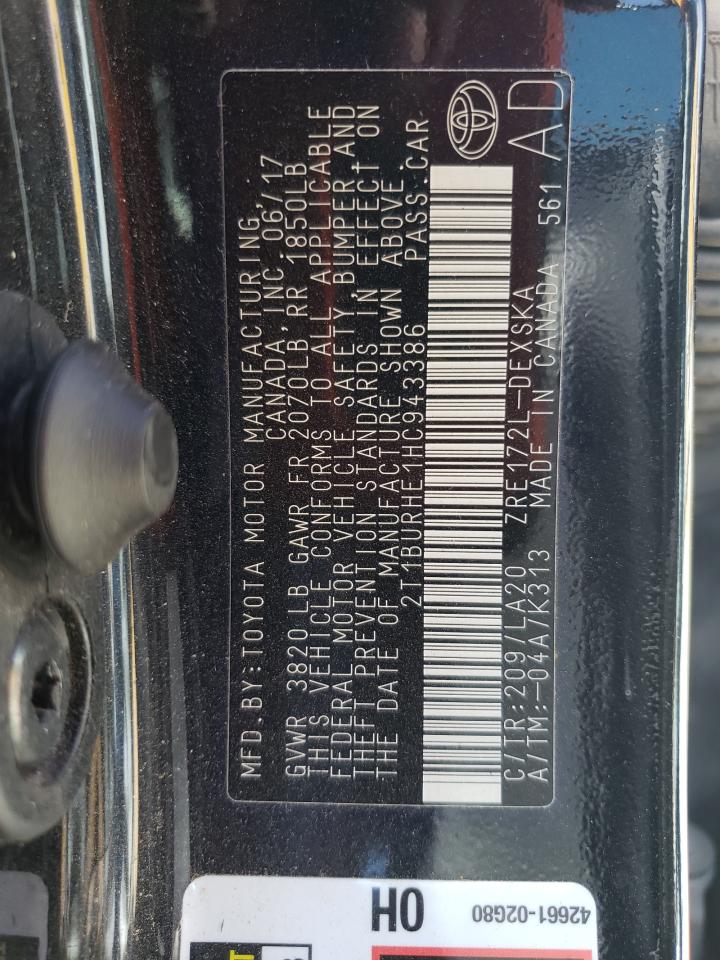 MFD.BY:TOYOTA MOTOR MANUFACTURING,
CANADA,INC 06/17
GVWR 3820 LB GAWR FR 2070LB RR 1850LB
THIS VEHICLE CONFORMS TO ALL APPLICABLE
FEDERAL MOTOR VEHICLE SAFETY BUMPER AND
THEFT PREVENTION STANDARDS IN EFFECT ON
THE DATE OF MANUFACTURE SHOWN ABOVE.
2T1BURHE1HC943386 PASS.CAR
C/TR:209/LA20 ZRE172L-DEXSKA
A/TM:-04A/K313 MADE IN CANADA 561
AD
OH
42661-02G80